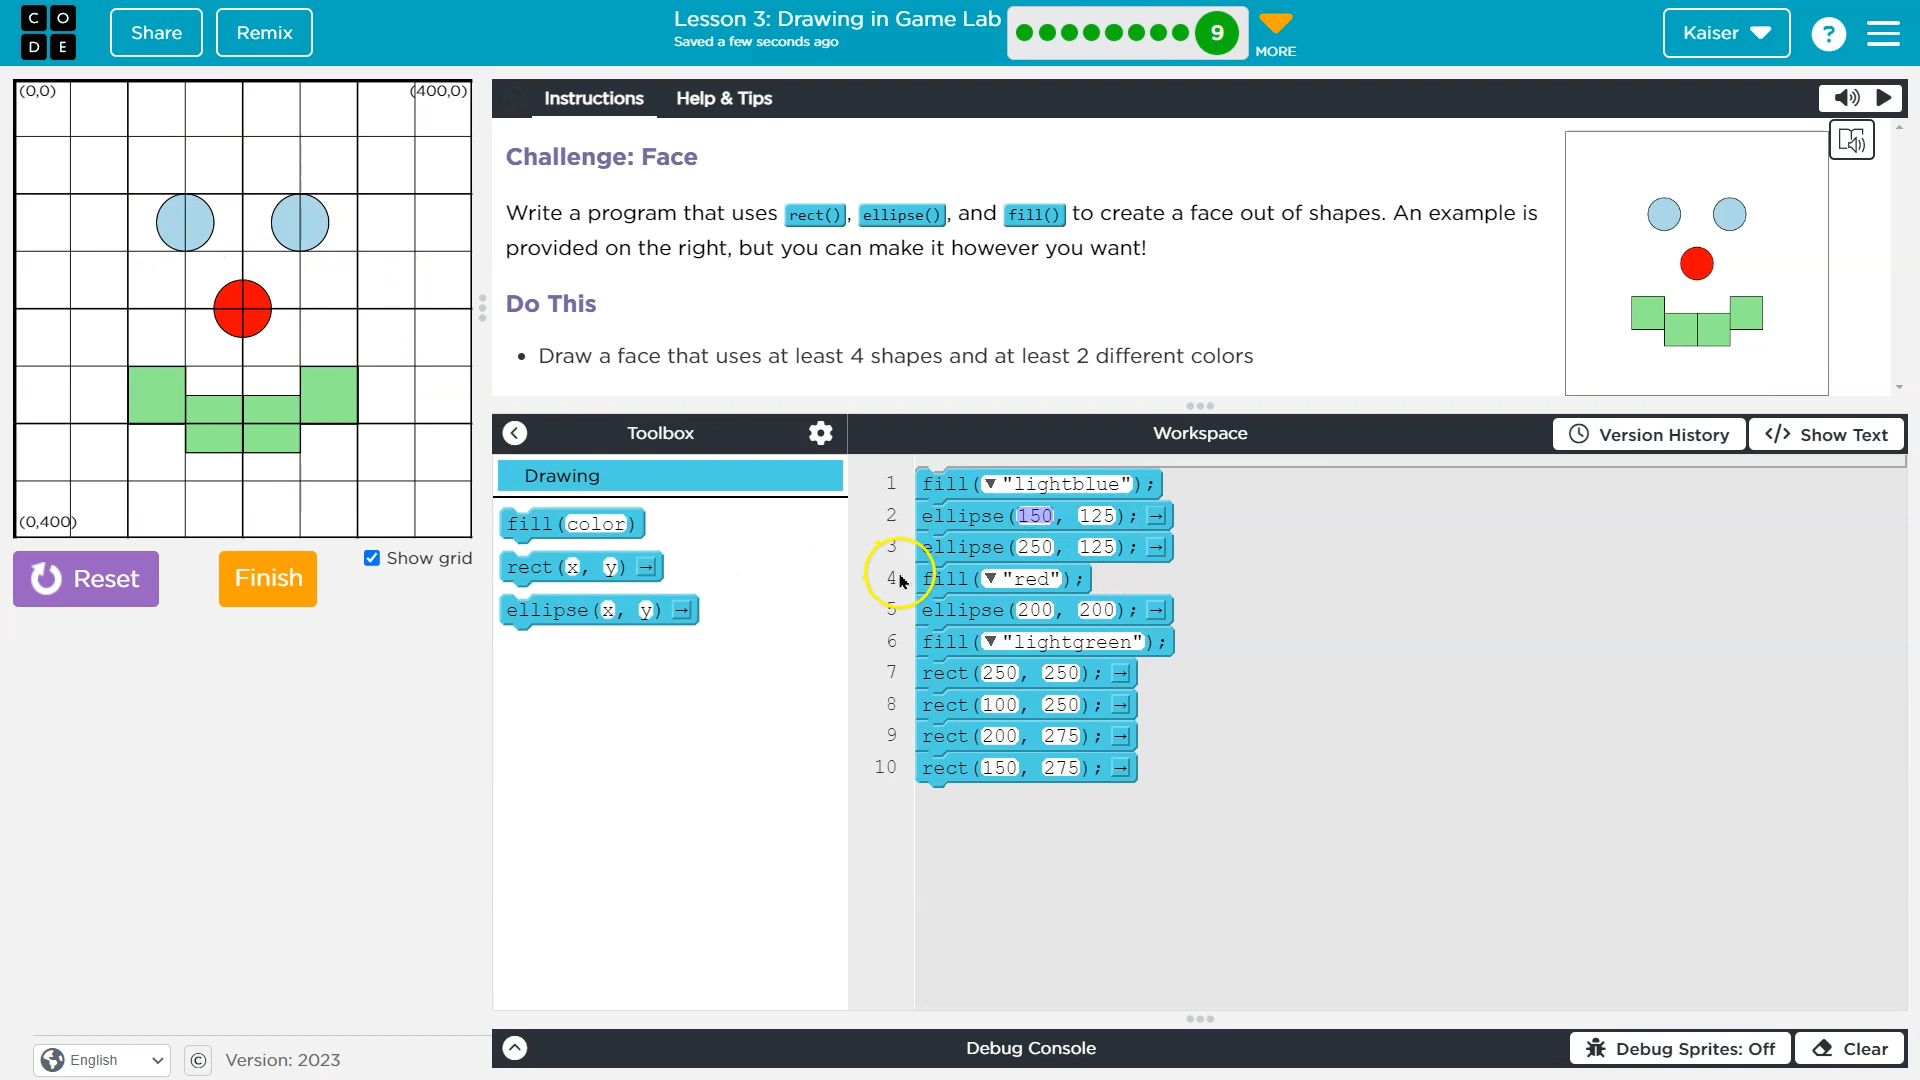 C O
D E
Share
Remix
Lesson 3: Drawing in Game Lab
Saved a few seconds ago
9
MORE
Kaiser
?
(0,0)
(400,0)
(0,400)
Reset
Finish
Show grid
Instructions
Help & Tips
Challenge: Face
Write a program that uses rect(), ellipse(), and fill() to create a face out of shapes. An example is
provided on the right, but you can make it however you want!
Do This
• Draw a face that uses at least 4 shapes and at least 2 different colors
Toolbox
Workspace
Version History
</> Show Text
Drawing
fill(color)
rect(x, y) →
ellipse(x, y) →
1 fill(▼"lightblue");
2 ellipse(150, 125); →
3 ellipse(250, 125); →
4 fill(▼"red");
5 ellipse(200, 200); →
6 fill(▼"lightgreen");
7 rect(250, 250); →
8 rect(100, 250); →
9 rect(200, 275); →
10 rect(150, 275); →
English
©
Version: 2023
Debug Console
Debug Sprites: Off
Clear